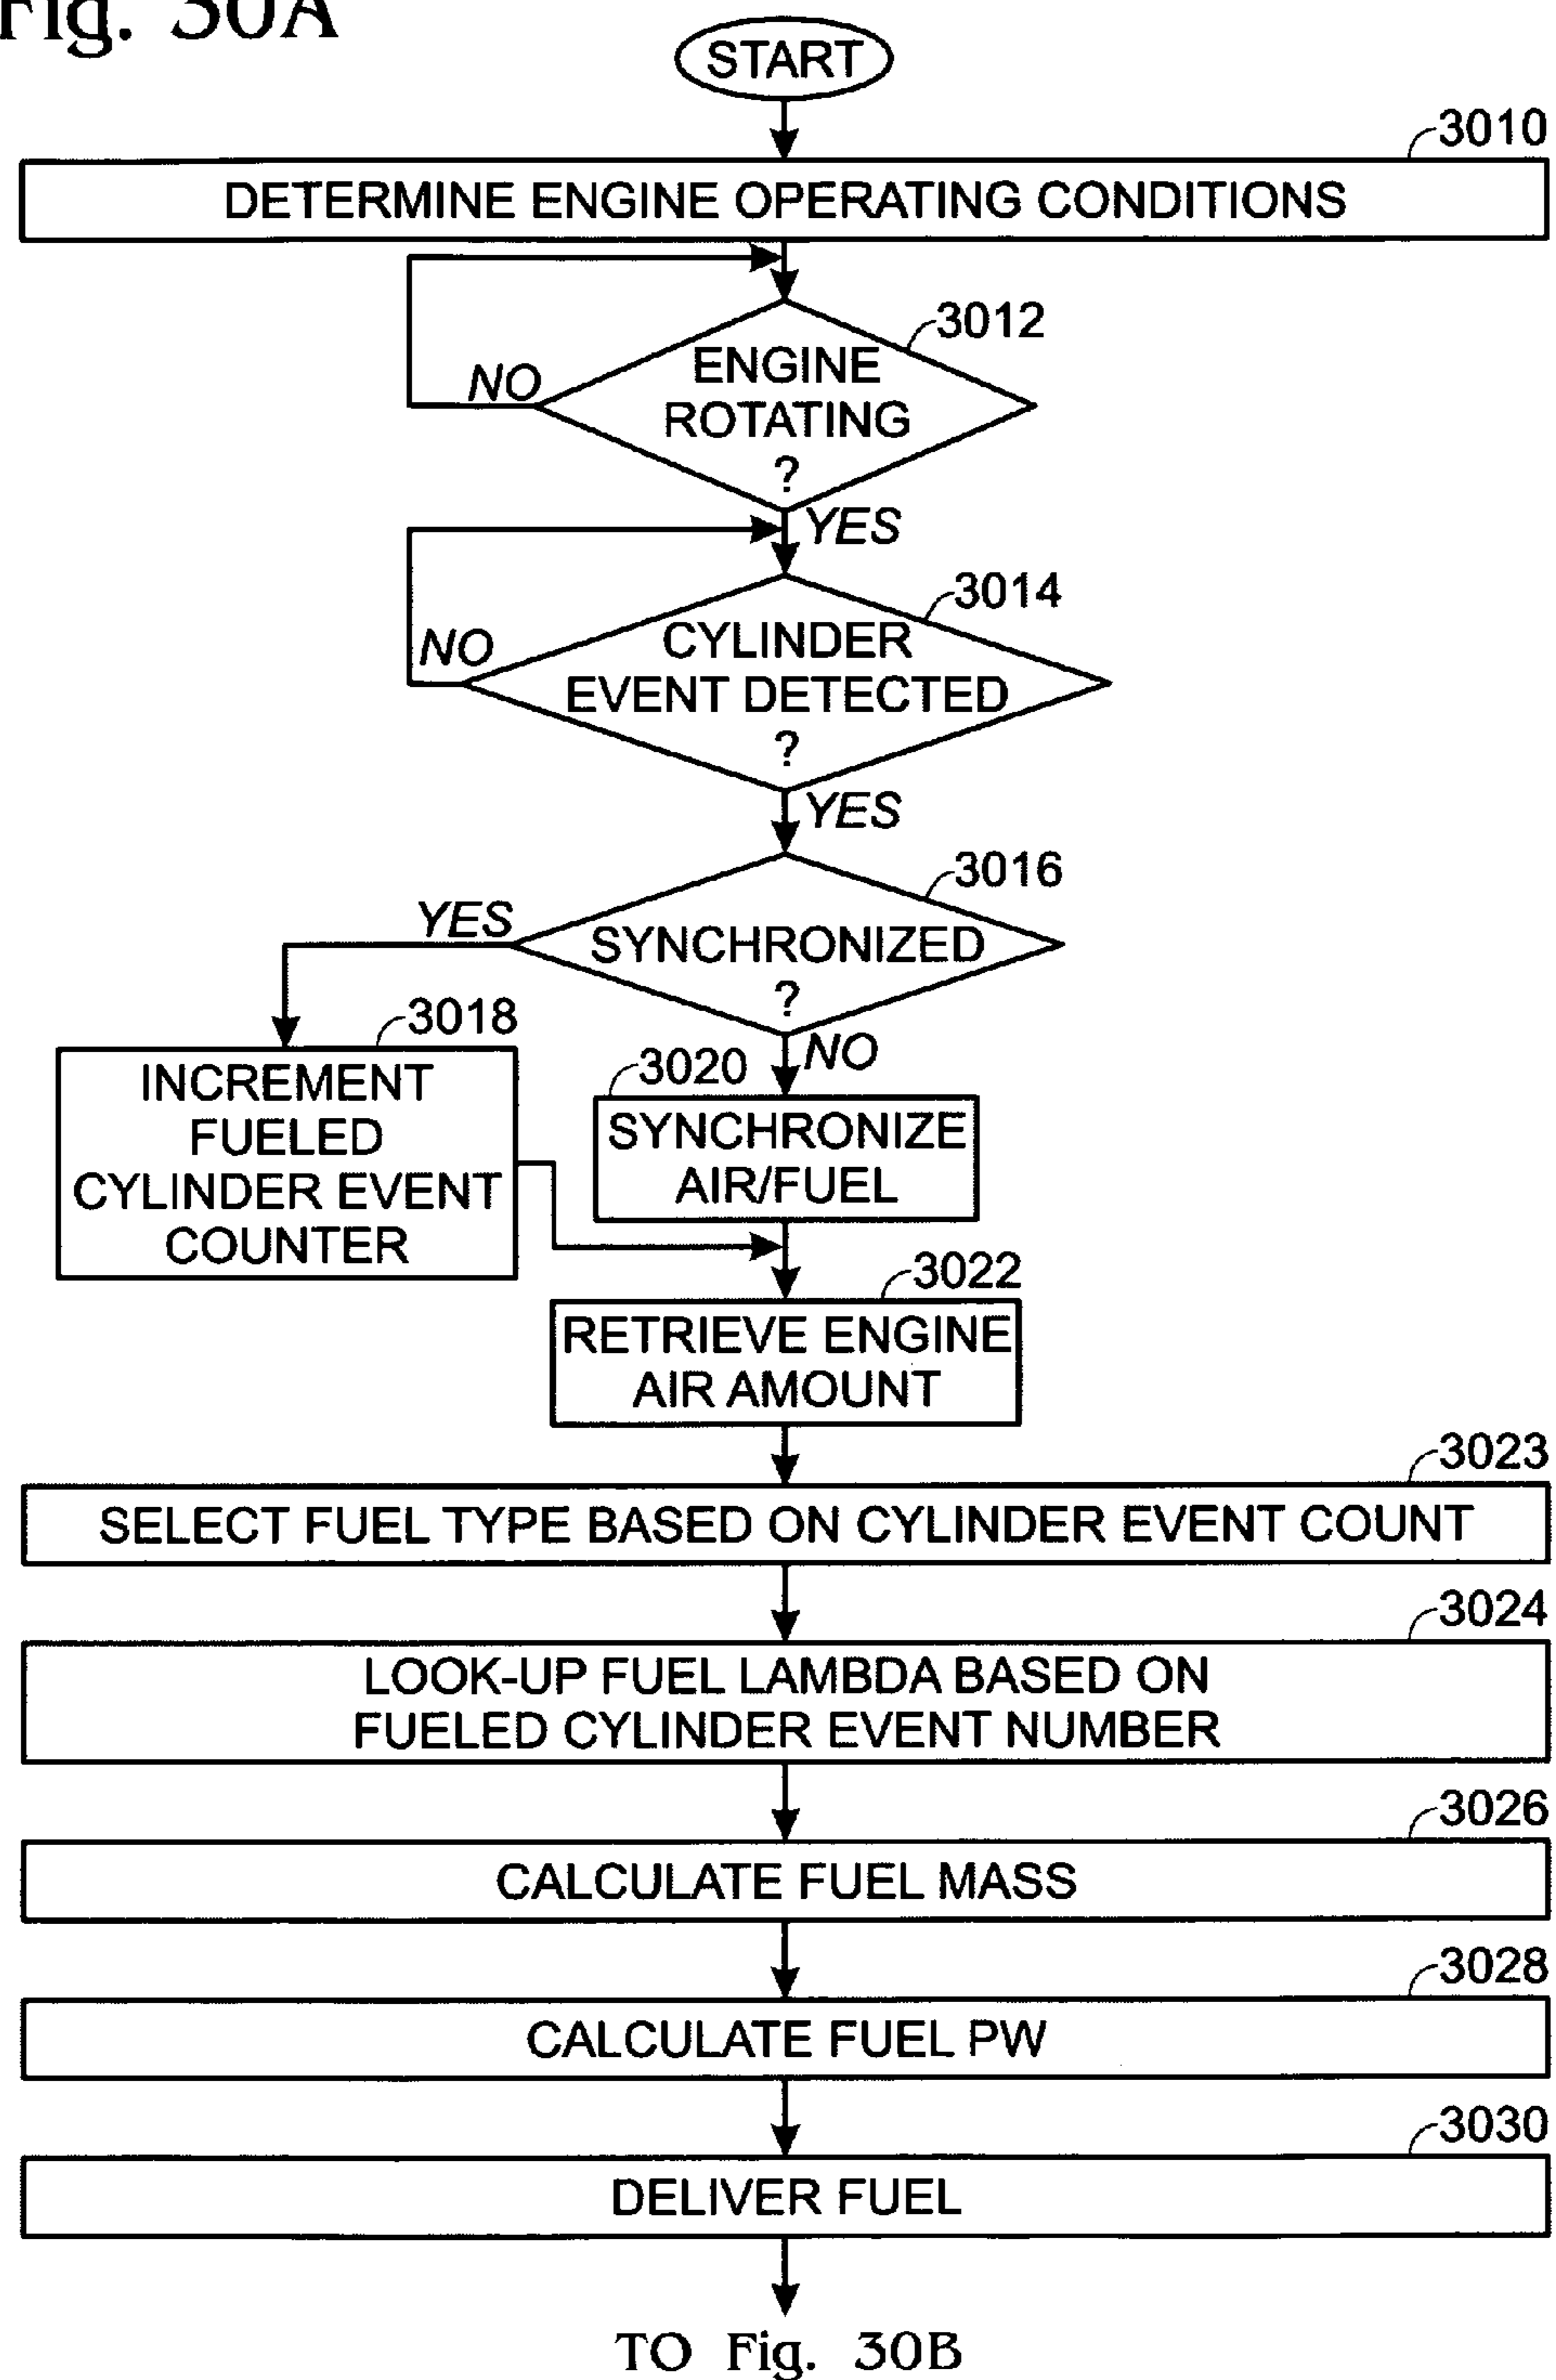 Fig. 30A
START
3010
DETERMINE ENGINE OPERATING CONDITIONS
3012
ENGINE
ROTATING
?
NO
YES
3014
CYLINDER
EVENT DETECTED
?
NO
YES
3016
SYNCHRONIZED
?
YES
NO
3018
INCREMENT
FUELED
CYLINDER EVENT
COUNTER
3020
SYNCHRONIZE
AIR/FUEL
3022
RETRIEVE ENGINE
AIR AMOUNT
3023
SELECT FUEL TYPE BASED ON CYLINDER EVENT COUNT
3024
LOOK-UP FUEL LAMBDA BASED ON
FUELED CYLINDER EVENT NUMBER
3026
CALCULATE FUEL MASS
3028
CALCULATE FUEL PW
3030
DELIVER FUEL
TO Fig. 30B